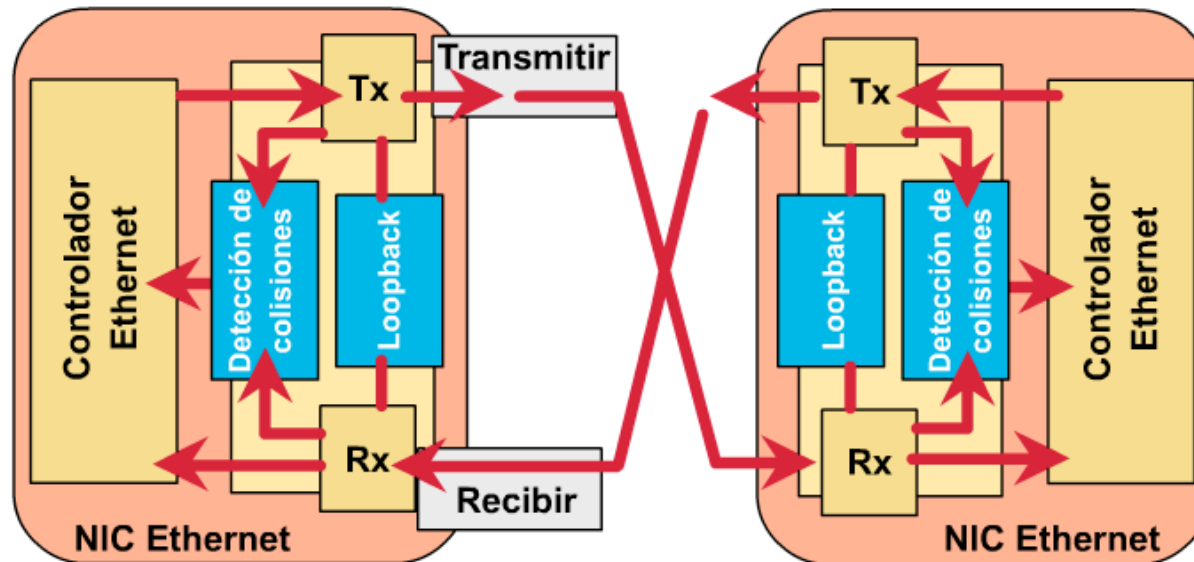 Transmitir
Tx
Controlador
Ethernet
Detección de
colisiones
Loopback
Rx
Recibir
NIC Ethernet
Tx
Loopback
Detección de
colisiones
Controlador
Ethernet
Rx
NIC Ethernet